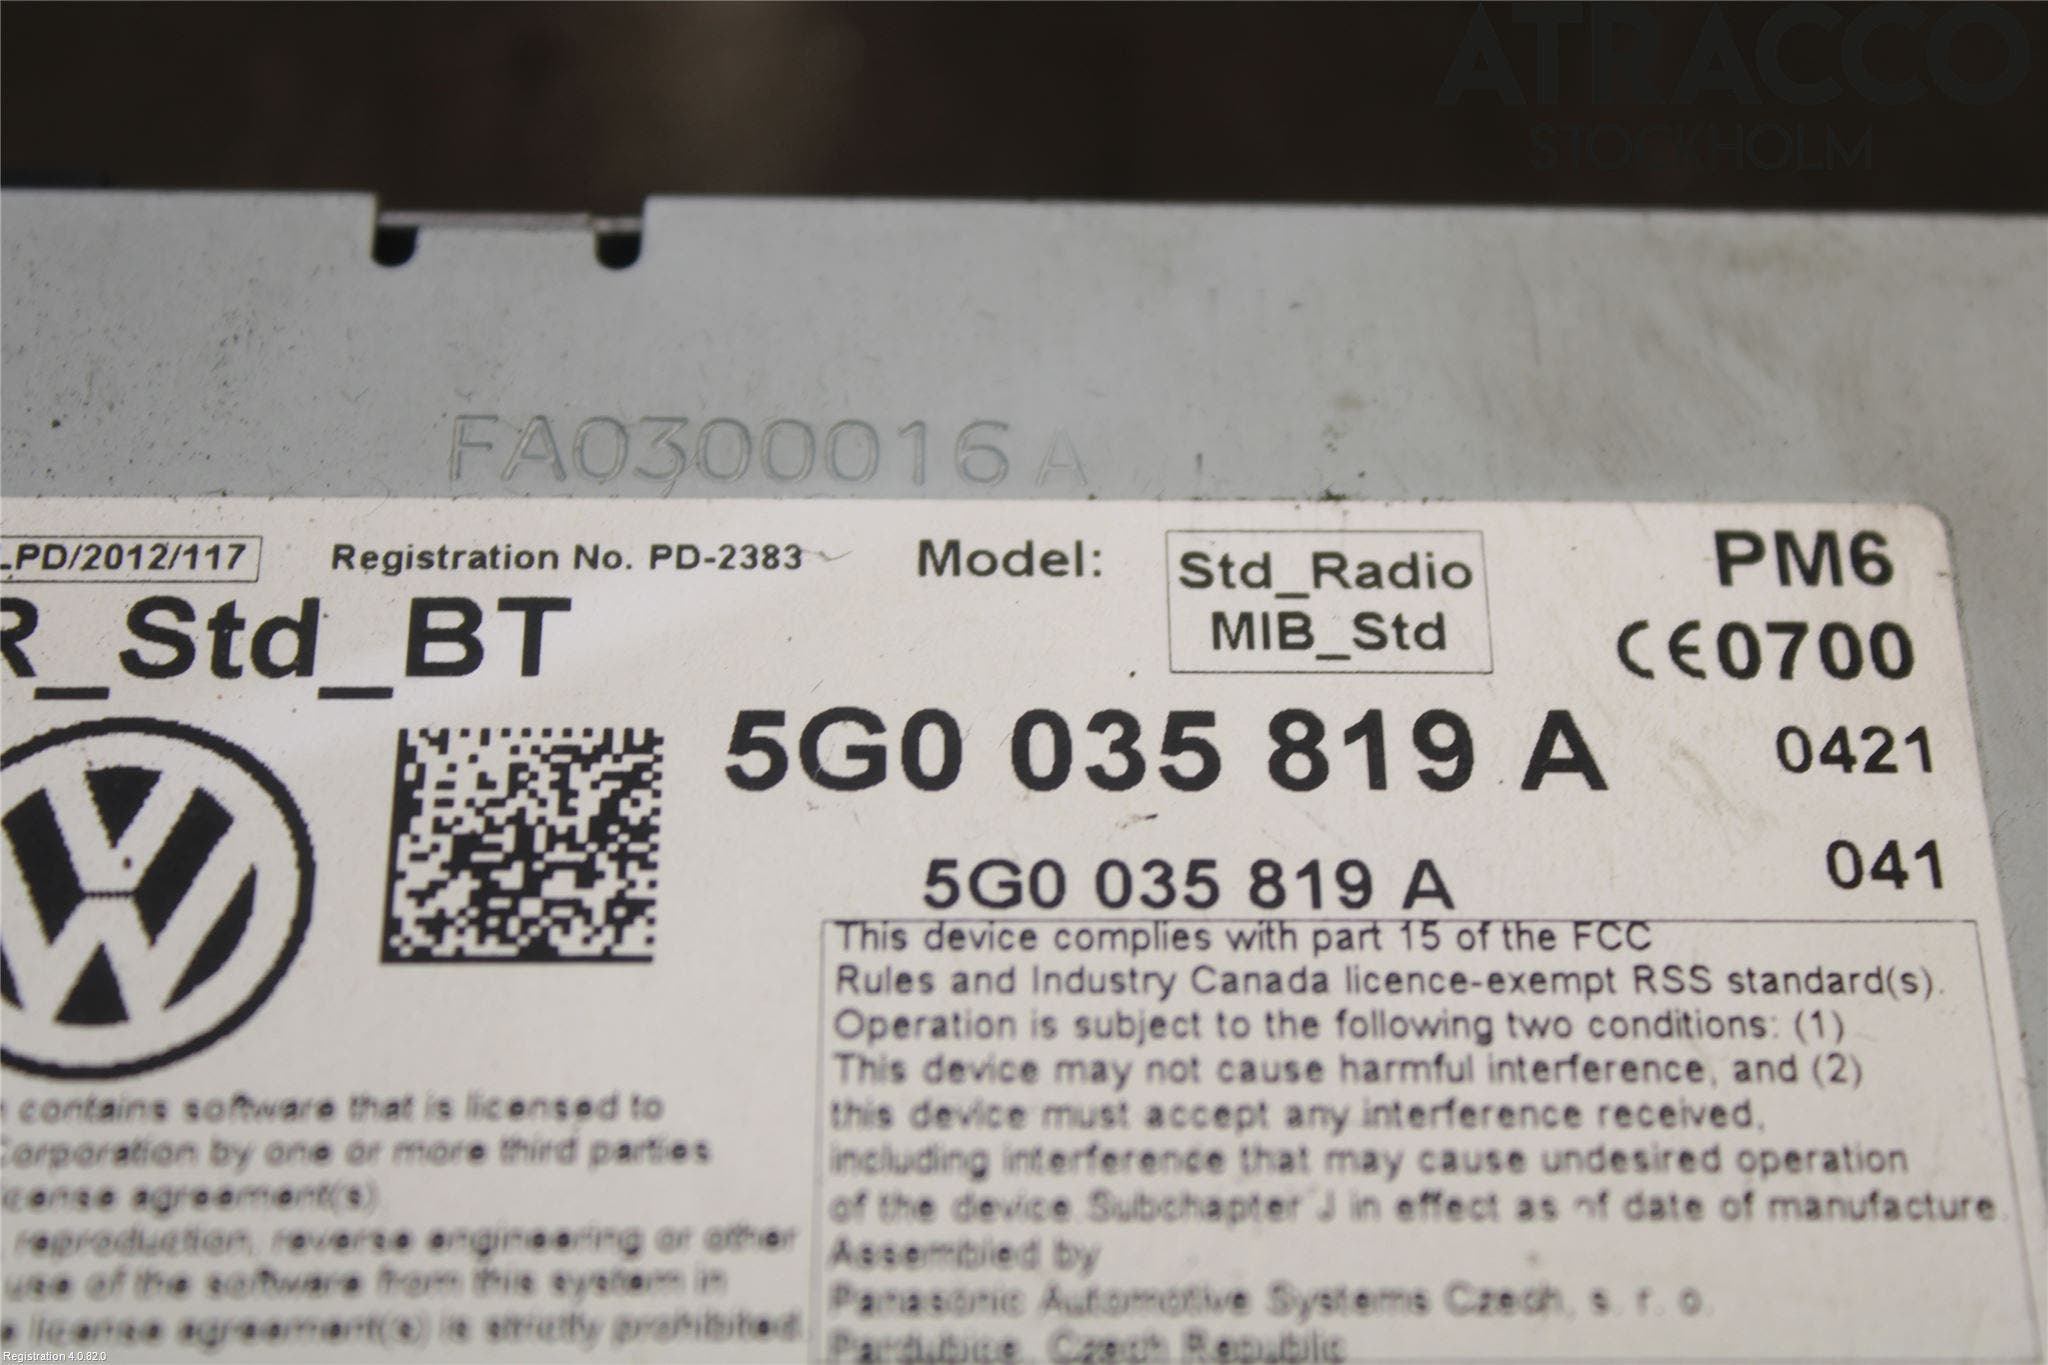 ATRACCO
STOCKHOLM
FA0300016 A
LPD/2012/117
Registration No. PD-2383
Model:
Std_Radio
MIB_Std
PM6
CE0700
R_Std_BT
5G0 035 819 A
0421
5G0 035 819 A
041
This device complies with part 15 of the FCC
Rules and Industry Canada licence-exempt RSS standard(s).
Operation is subject to the following two conditions: (1)
This device may not cause harmful interference, and (2)
this device must accept any interference received,
including interference that may cause undesired operation
of the device. Subchapter J in effect as of date of manufacture.
Assembled by
Panasonic Automotive Systems Czech, s. r. o.
Pardubice, Czech Republic
contains software that is licensed to
Corporation by one or more third parties
license agreement(s)
reproduction, reverse engineering or other
use of the software from this system in
license agreement(s) is strictly prohibited.
Registration 4.0.82.0